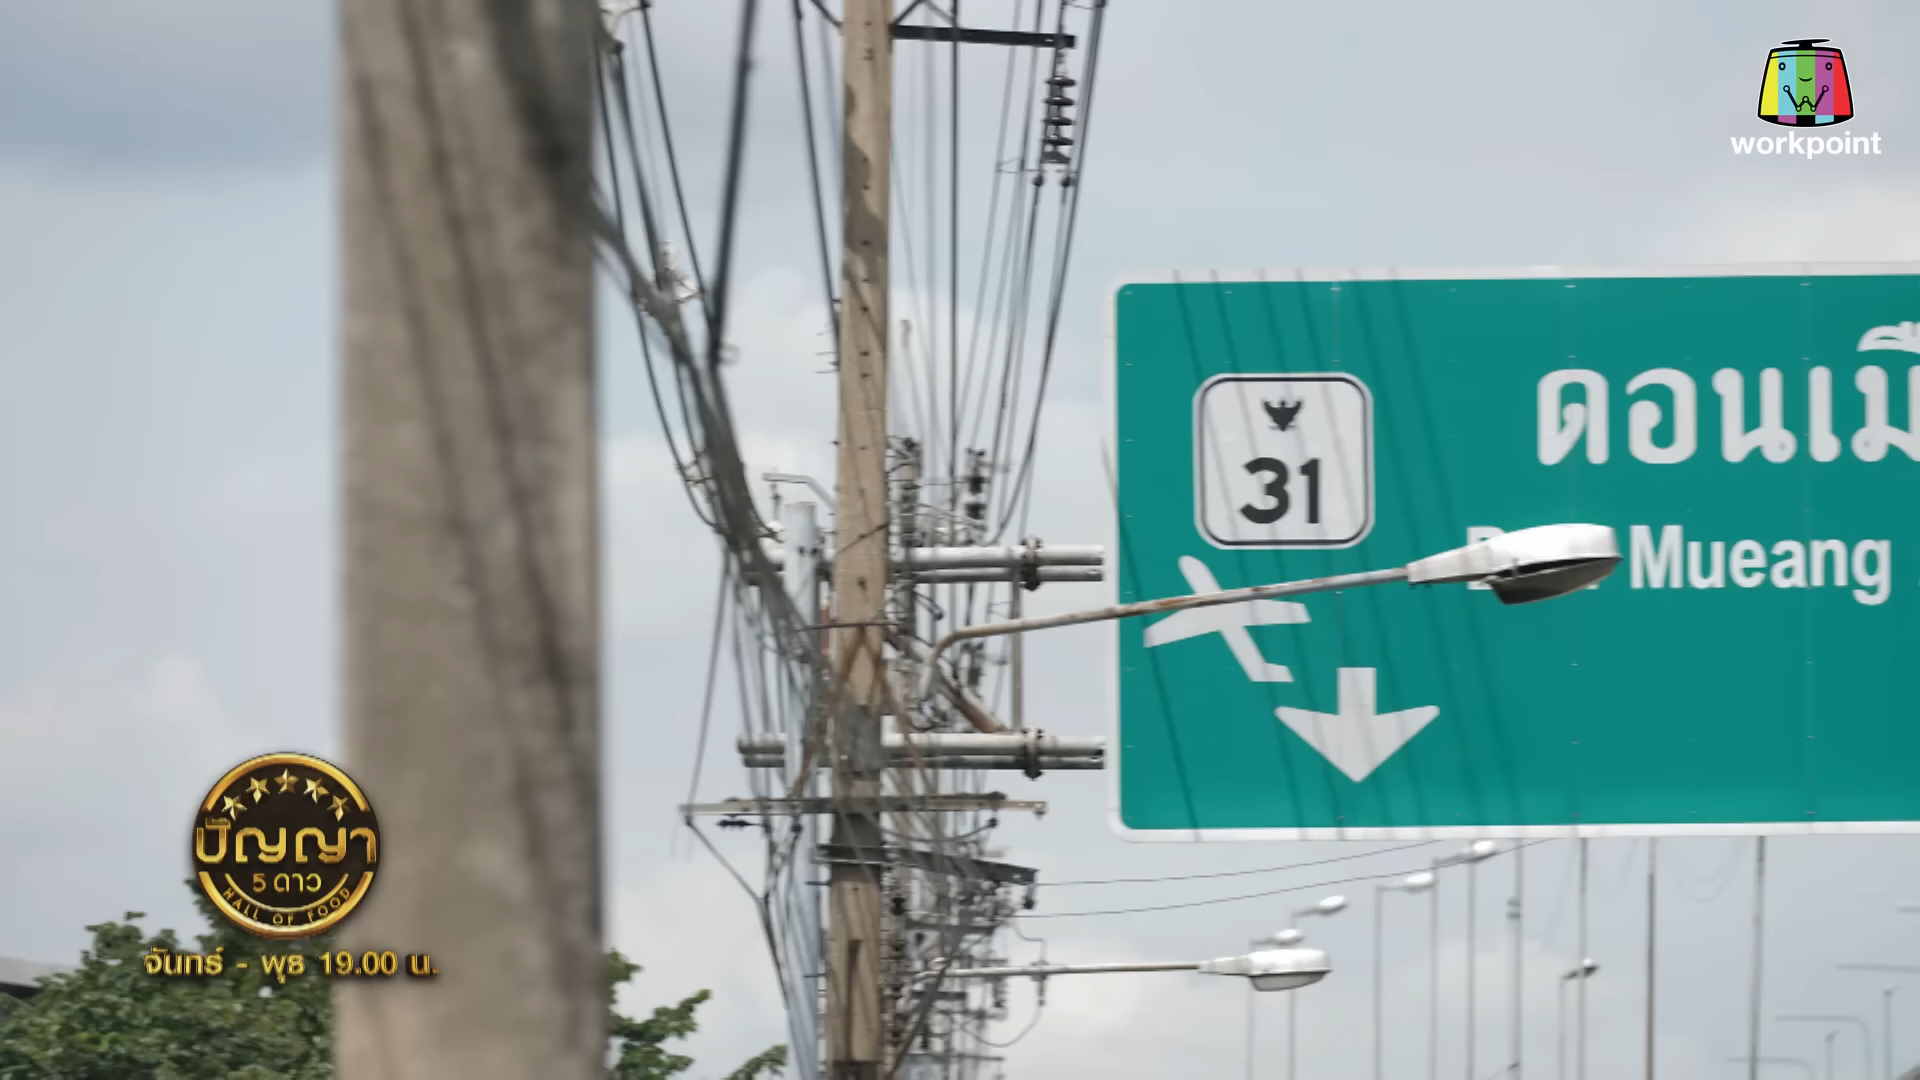 workpoint
31
ดอนเมื
Mueang
ปัญญา
5 ดาว
HALL OF FOOD
จันทร์ - พุธ 19.00 น.